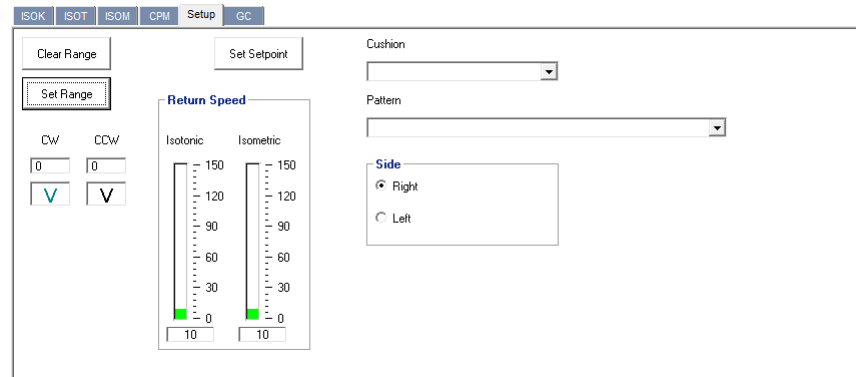 ISOK ISOT ISOM CPM Setup GC
Clear Range
Set Setpoint
Cushion
Set Range
Return Speed
Pattern
CW CCW
Isotonic Isometric
0 0
V V
150 150
120 120
90 90
60 60
30 30
0 0
10 10
Side
Right
Left